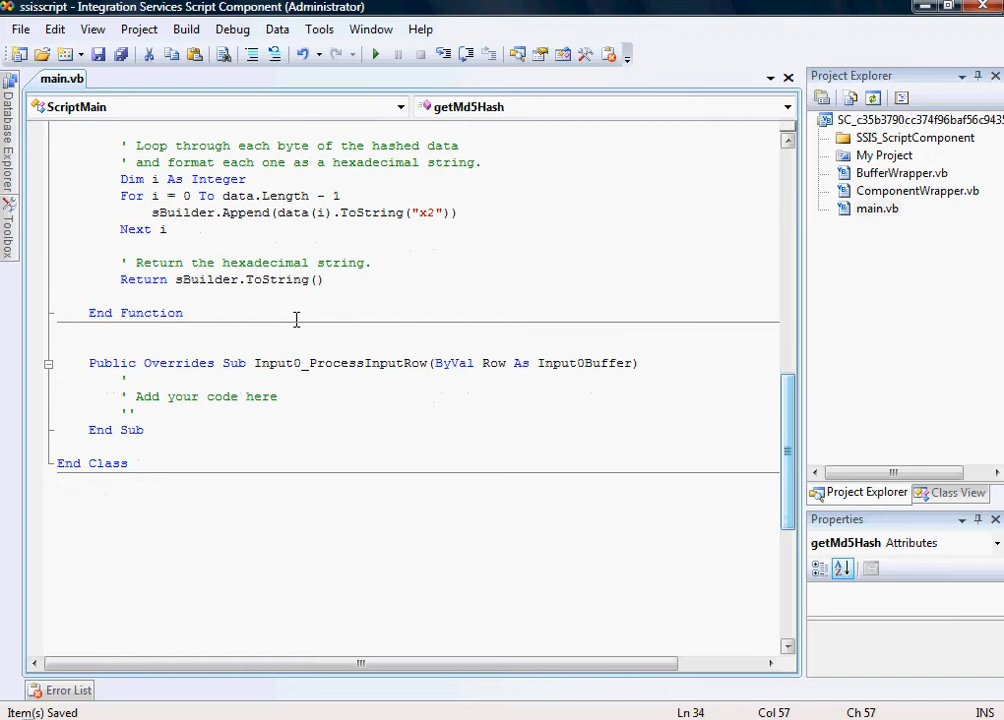 ssisscript - Integration Services Script Component (Administrator)
File Edit View Project Build Debug Data Tools Window Help
main.vb
Database Explorer
Toolbox
ScriptMain
getMd5Hash
' Loop through each byte of the hashed data
' and format each one as a hexadecimal string.
Dim i As Integer
For i = 0 To data.Length - 1
sBuilder.Append(data(i).ToString("x2"))
Next i
' Return the hexadecimal string.
Return sBuilder.ToString()
End Function
Public Overrides Sub Input0_ProcessInputRow(ByVal Row As Input0Buffer)
'
' Add your code here
''
End Sub
End Class
Project Explorer
SC_c35b3790cc374f96baf56c9435
SSIS_ScriptComponent
My Project
BufferWrapper.vb
ComponentWrapper.vb
main.vb
Project Explorer
Class View
Properties
getMd5Hash Attributes
Error List
Item(s) Saved
Ln 34 Col 57 Ch 57 INS